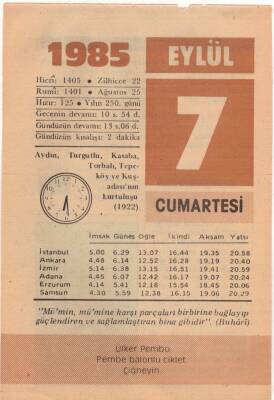 1985 EYLÜL
Hicrî: 1405 • Zilhicce 22
Rumî: 1401 • Ağustos 25
Hızır: 125 • Yılın 250. günü
Gecenin devamı: 10 s. 54 d.
Gündüzün devamı: 13 s,06 d.
Gündüzün kısalışı: 2 dakika
7
CUMARTESİ
Aydın, Turgutlu, Kasaba,
Torbalı, Tepe-
köy ve Kuş-
adası'nın
kurtuluşu
(1922)
İmsak Güneş Öğle İkindi Akşam Yatsı
İstanbul 5.00 6.29 13.07 16.44 19.35 20.58
Ankara 4.48 6.14 12.52 16.28 19.19 20.40
İzmir 5.14 6.38 13.15 16.51 19.41 20.59
Adana 4.45 6.07 12.42 16.17 19.07 20.24
Erzurum 4.14 5.41 12.18 15.54 18.45 20.06
Samsun 4.30 5.59 12.38 16.15 19.06 20.29
"Mü'min, mü'mine karşı parçaları birbirine bağlayıp
güçlendiren ve sağlamlaştıran bina gibidir". (Buhârî)
Ülker Pembo
Pembe balonlu ciklet.
Çiğneyin.